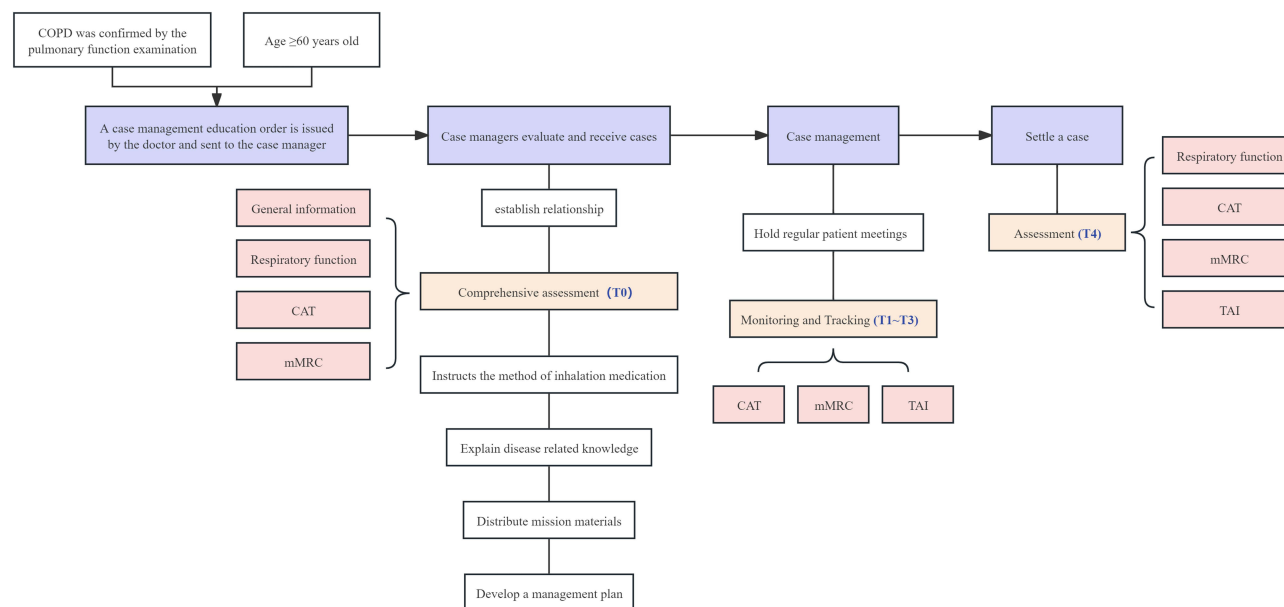 COPD was confirmed by the
pulmonary function examination
Age ≥60 years old
A case management education order is issued
by the doctor and sent to the case manager
Case managers evaluate and receive cases
Case management
Settle a case
General information
Respiratory function
CAT
mMRC
establish relationship
Comprehensive assessment (T0)
Instructs the method of inhalation medication
Explain disease related knowledge
Distribute mission materials
Develop a management plan
Hold regular patient meetings
Monitoring and Tracking (T1~T3)
CAT
mMRC
TAI
Assessment (T4)
Respiratory function
CAT
mMRC
TAI